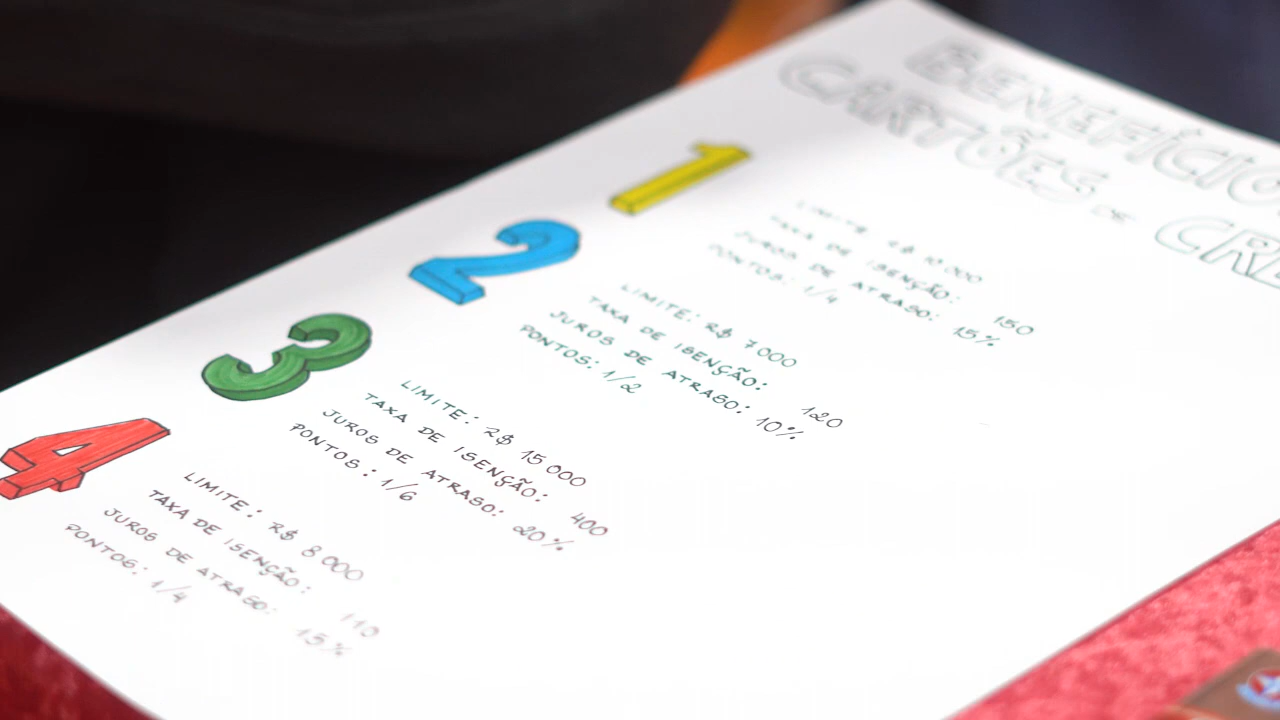 BENEFÍCIO
CARTÕES DE CRE
1
LIMITE R$ 10 000
TAXA DE ISENÇÃO: 150
JUROS DE ATRASO: 15%
PONTOS: 1/4
2
LIMITE: R$ 7 000
TAXA DE ISENÇÃO: 120
JUROS DE ATRASO: 10%
PONTOS: 1/2
3
LIMITE: R$ 15 000
TAXA DE ISENÇÃO: 400
JUROS DE ATRASO: 20%
PONTOS: 1/6
4
LIMITE: R$ 8 000
TAXA DE ISENÇÃO: 110
JUROS DE ATRASO: 15%
PONTOS: 1/4